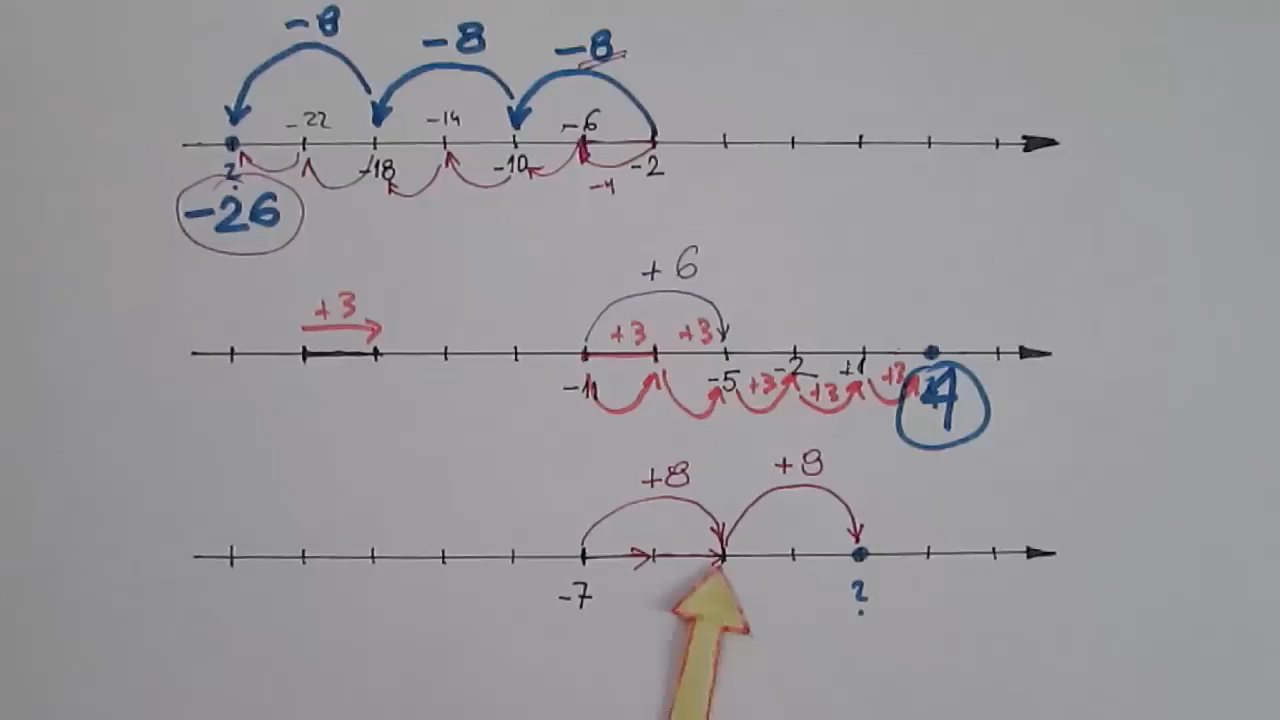 -8 -8 -8
-22 -14 -6
? -18 -10 -4 -2
-26
+6
+3 +3 +3
-11 -5 +3 -2 +3 +1 +3 4
+8 +8
-7 ?